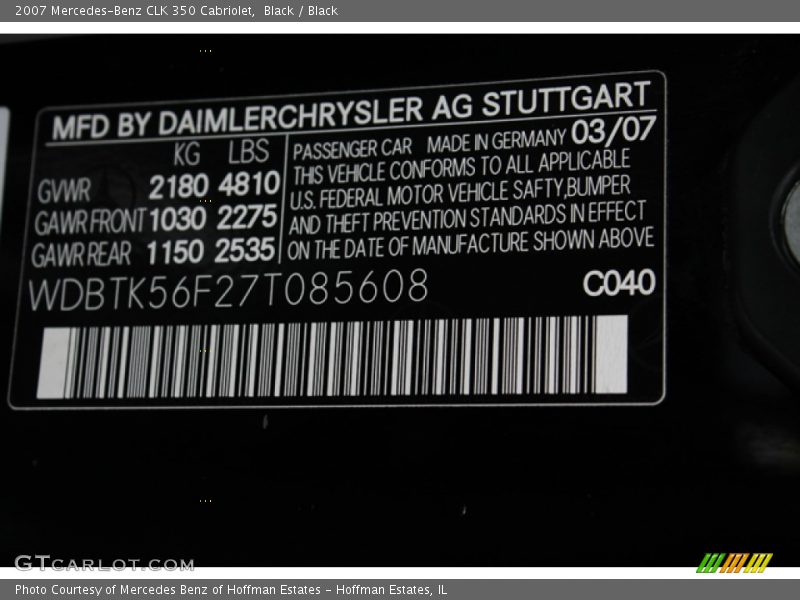 2007 Mercedes-Benz CLK 350 Cabriolet, Black / Black
MFD BY DAIMLERCHRYSLER AG STUTTGART
KG LBS
GVWR 2180 4810
GAWR FRONT 1030 2275
GAWR REAR 1150 2535
PASSENGER CAR MADE IN GERMANY 03/07
THIS VEHICLE CONFORMS TO ALL APPLICABLE
U.S. FEDERAL MOTOR VEHICLE SAFTY,BUMPER
AND THEFT PREVENTION STANDARDS IN EFFECT
ON THE DATE OF MANUFACTURE SHOWN ABOVE
WDBTK56F27T085608 C040
GTCARLOT.COM
Photo Courtesy of Mercedes Benz of Hoffman Estates - Hoffman Estates, IL